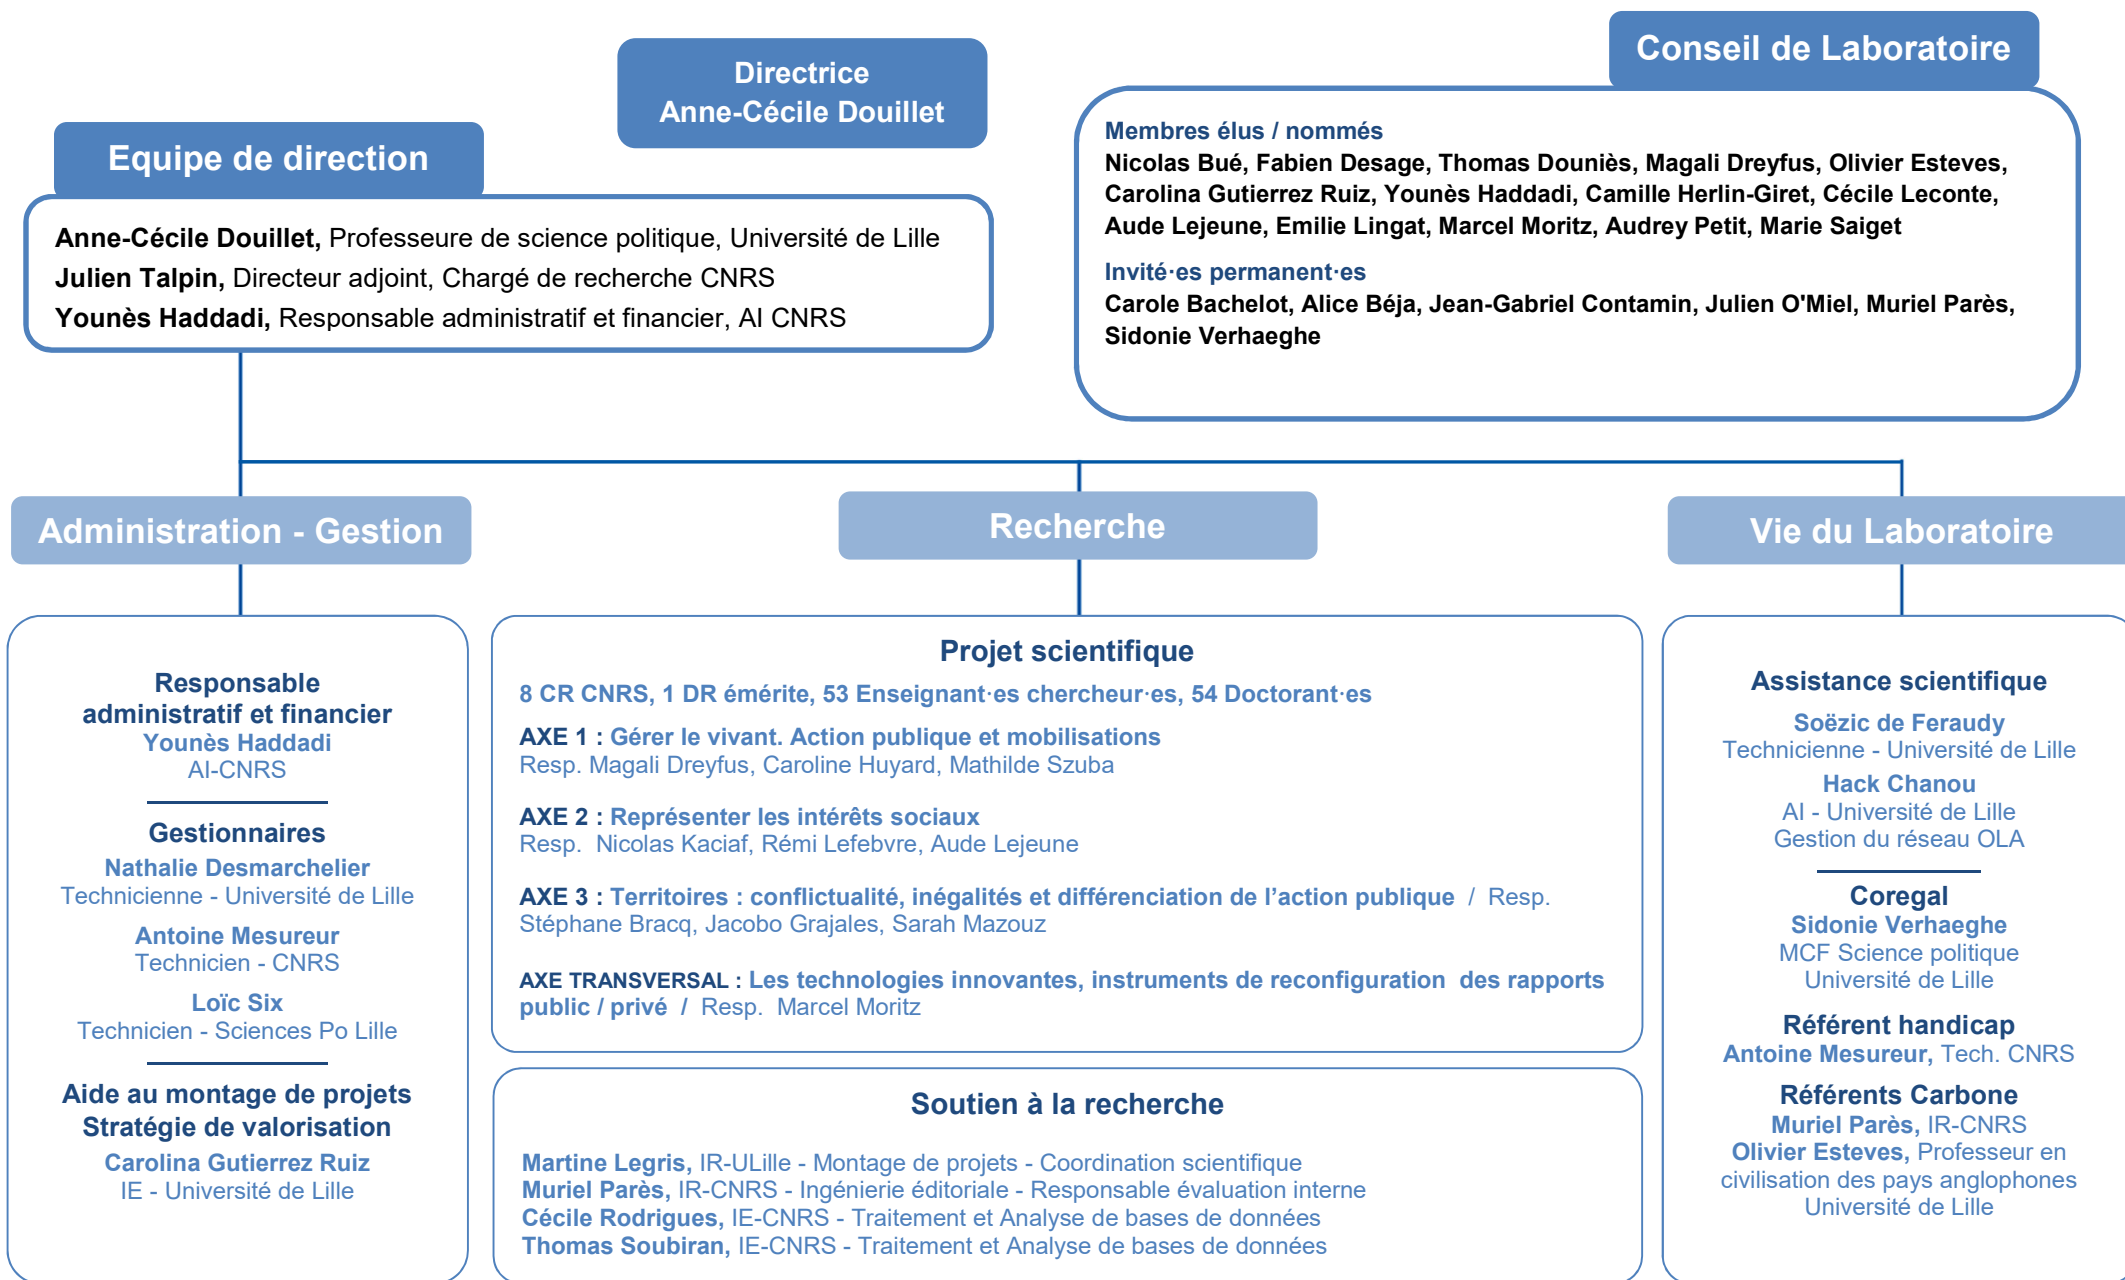 Directrice
Anne-Cécile Douillet
Conseil de Laboratoire
Equipe de direction
Anne-Cécile Douillet, Professeure de science politique, Université de Lille
Julien Talpin, Directeur adjoint, Chargé de recherche CNRS
Younès Haddadi, Responsable administratif et financier, AI CNRS
Membres élus / nommés
Nicolas Bué, Fabien Desage, Thomas Douniès, Magali Dreyfus, Olivier Esteves,
Carolina Gutierrez Ruiz, Younès Haddadi, Camille Herlin-Giret, Cécile Leconte,
Aude Lejeune, Emilie Lingat, Marcel Moritz, Audrey Petit, Marie Saiget
Invité·es permanent·es
Carole Bachelot, Alice Béja, Jean-Gabriel Contamin, Julien O'Miel, Muriel Parès,
Sidonie Verhaeghe
Administration - Gestion
Responsable
administratif et financier
Younès Haddadi
AI-CNRS
Gestionnaires
Nathalie Desmarchelier
Technicienne - Université de Lille
Antoine Mesureur
Technicien - CNRS
Loïc Six
Technicien - Sciences Po Lille
Aide au montage de projets
Stratégie de valorisation
Carolina Gutierrez Ruiz
IE - Université de Lille
Recherche
Projet scientifique
8 CR CNRS, 1 DR émérite, 53 Enseignant·es chercheur·es, 54 Doctorant·es
AXE 1 : Gérer le vivant. Action publique et mobilisations
Resp. Magali Dreyfus, Caroline Huyard, Mathilde Szuba
AXE 2 : Représenter les intérêts sociaux
Resp. Nicolas Kaciaf, Rémi Lefebvre, Aude Lejeune
AXE 3 : Territoires : conflictualité, inégalités et différenciation de l’action publique / Resp.
Stéphane Bracq, Jacobo Grajales, Sarah Mazouz
AXE TRANSVERSAL : Les technologies innovantes, instruments de reconfiguration des rapports
public / privé / Resp. Marcel Moritz
Soutien à la recherche
Martine Legris, IR-ULille - Montage de projets - Coordination scientifique
Muriel Parès, IR-CNRS - Ingénierie éditoriale - Responsable évaluation interne
Cécile Rodrigues, IE-CNRS - Traitement et Analyse de bases de données
Thomas Soubiran, IE-CNRS - Traitement et Analyse de bases de données
Vie du Laboratoire
Assistance scientifique
Soëzic de Feraudy
Technicienne - Université de Lille
Hack Chanou
AI - Université de Lille
Gestion du réseau OLA
Coregal
Sidonie Verhaeghe
MCF Science politique
Université de Lille
Référent handicap
Antoine Mesureur, Tech. CNRS
Référents Carbone
Muriel Parès, IR-CNRS
Olivier Esteves, Professeur en
civilisation des pays anglophones
Université de Lille